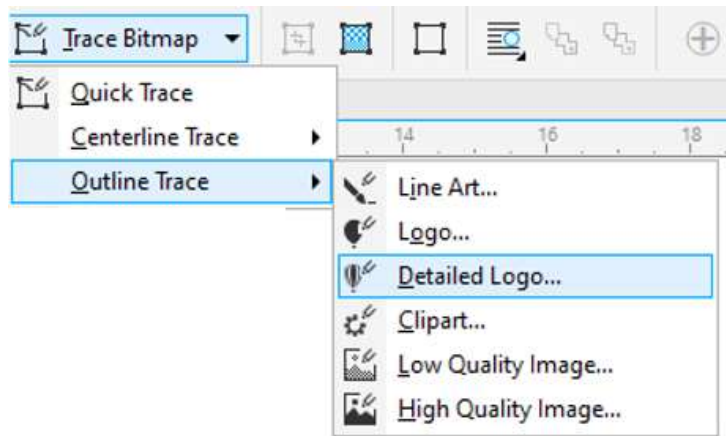 Trace Bitmap
Quick Trace
Centerline Trace
14 16 18
Outline Trace
Line Art...
Logo...
Detailed Logo...
Clipart...
Low Quality Image...
High Quality Image...